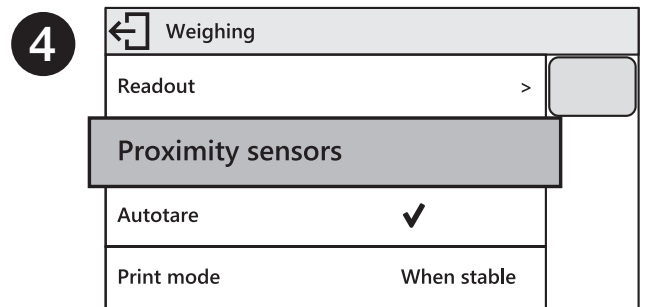 4
Weighing
Readout >
Proximity sensors
Autotare ✔
Print mode When stable